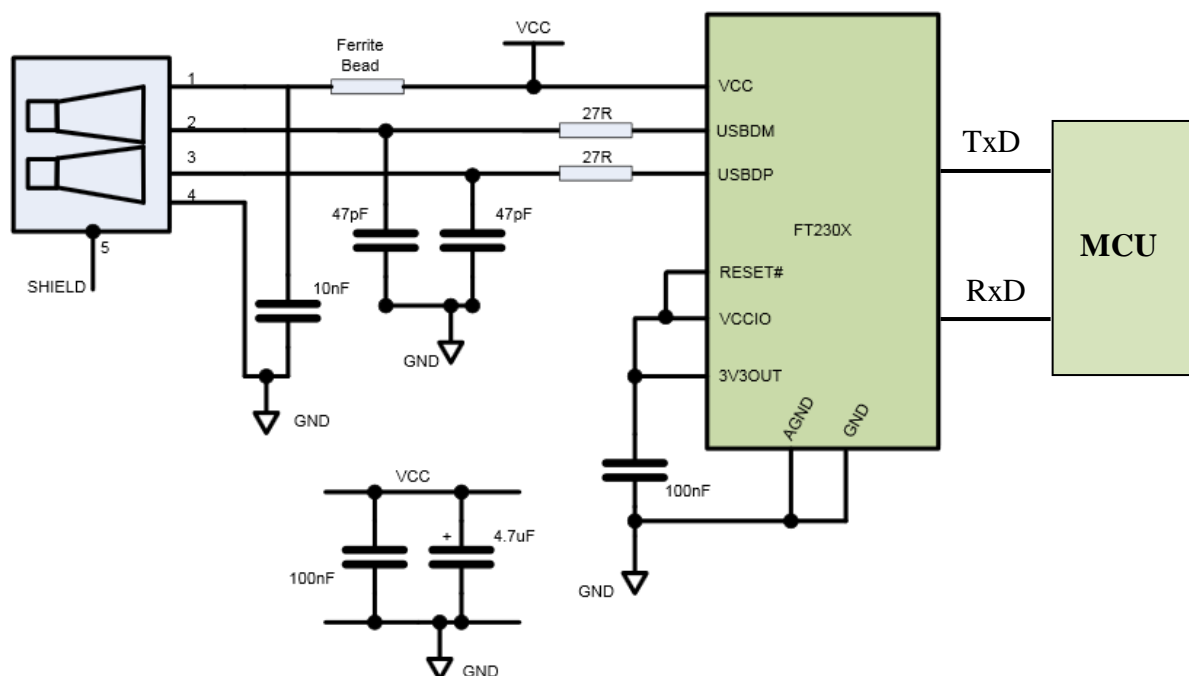 VCC
Ferrite
Bead
1
2
3
4
5
SHIELD
10nF
GND
47pF
47pF
GND
27R
27R
VCC
USBDM
USBDP
FT230X
RESET#
VCCIO
3V3OUT
AGND
GND
100nF
GND
TxD
RxD
MCU
VCC
100nF
+
4.7uF
GND